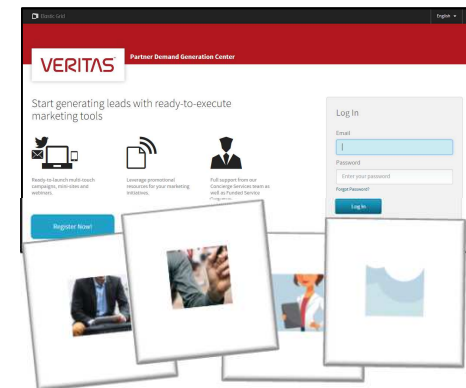 Elastic Grid
English
VERITAS
Partner Demand Generation Center
Start generating leads with ready-to-execute
marketing tools
Ready-to-launch multi-touch
campaigns, mini-sites and
webinars.
Leverage promotional
resources for your marketing
initiatives.
Full support from our
Concierge Services team as
well as Funded Service
Register Now!
Log In
Email
Password
Enter your password
Forgot Password?
Log In